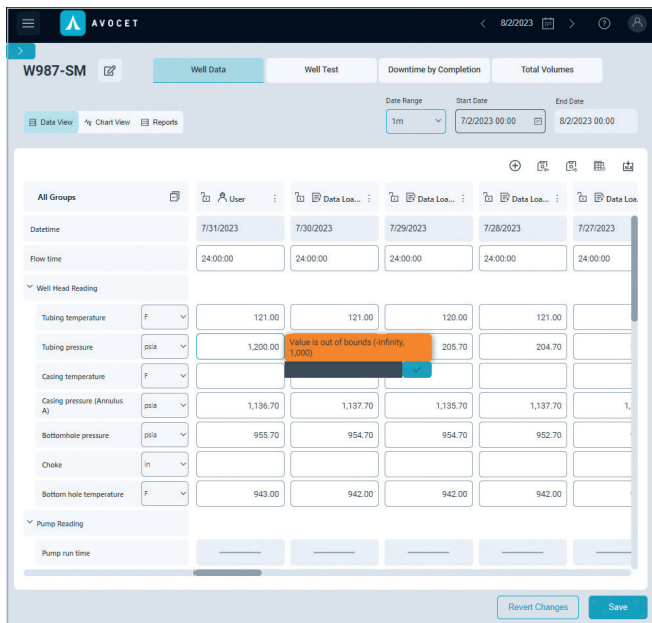 AVOCET
8/2/2023
W987-SM
Well Data
Well Test
Downtime by Completion
Total Volumes
Date Range
Start Date
End Date
Data View
Chart View
Reports
1m
7/2/2023 00:00
8/2/2023 00:00
All Groups
User
Data Loa...
Data Loa...
Data Loa...
Data Loa
Datetime
7/31/2023
7/30/2023
7/29/2023
7/28/2023
7/27/2023
Flow time
24:00:00
24:00:00
24:00:00
24:00:00
24:00:00
Well Head Reading
Tubing temperature
F
121.00
121.00
120.00
121.00
Tubing pressure
psia
1,200.00
Value is out of bounds (-Infinity,
1,000)
205.70
204.70
Casing temperature
F
Casing pressure (Annulus
A)
psia
1,136.70
1,137.70
1,135.70
1,137.70
1,
Bottomhole pressure
psia
955.70
954.70
954.70
952.70
Choke
in
Bottom hole temperature
F
943.00
942.00
942.00
942.00
Pump Reading
Pump run time
Revert Changes
Save